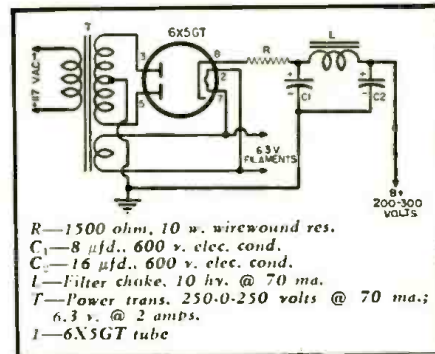 T
6X5GT
117 VAC
3
5
8
2
7
R
L
C1
C2
6.3 V
FILAMENTS
B+
200-300
VOLTS
R—1500 ohm, 10 w. wirewound res.
C₁—8 µfd., 600 v. elec. cond.
C₂—16 µfd., 600 v. elec. cond.
L—Filter choke, 10 hy. @ 70 ma.
T—Power trans. 250-0-250 volts @ 70 ma.;
6.3 v. @ 2 amps.
1—6X5GT tube